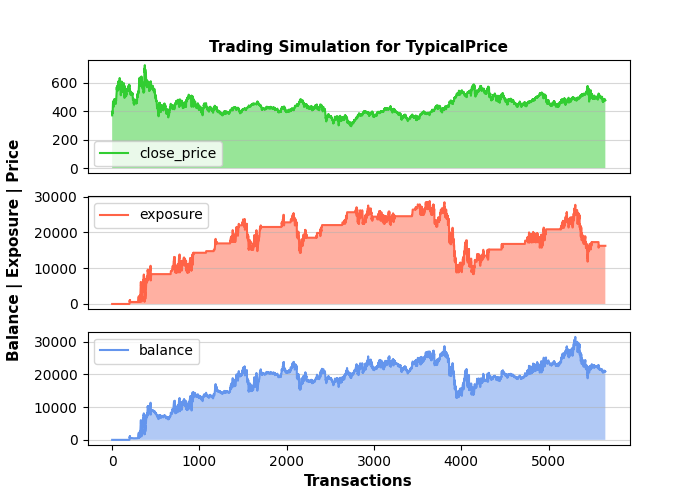 Trading Simulation for TypicalPrice
Balance | Exposure | Price
600
400
200
0
close_price
30000
20000
10000
0
exposure
30000
20000
10000
0
balance
0 1000 2000 3000 4000 5000
Transactions